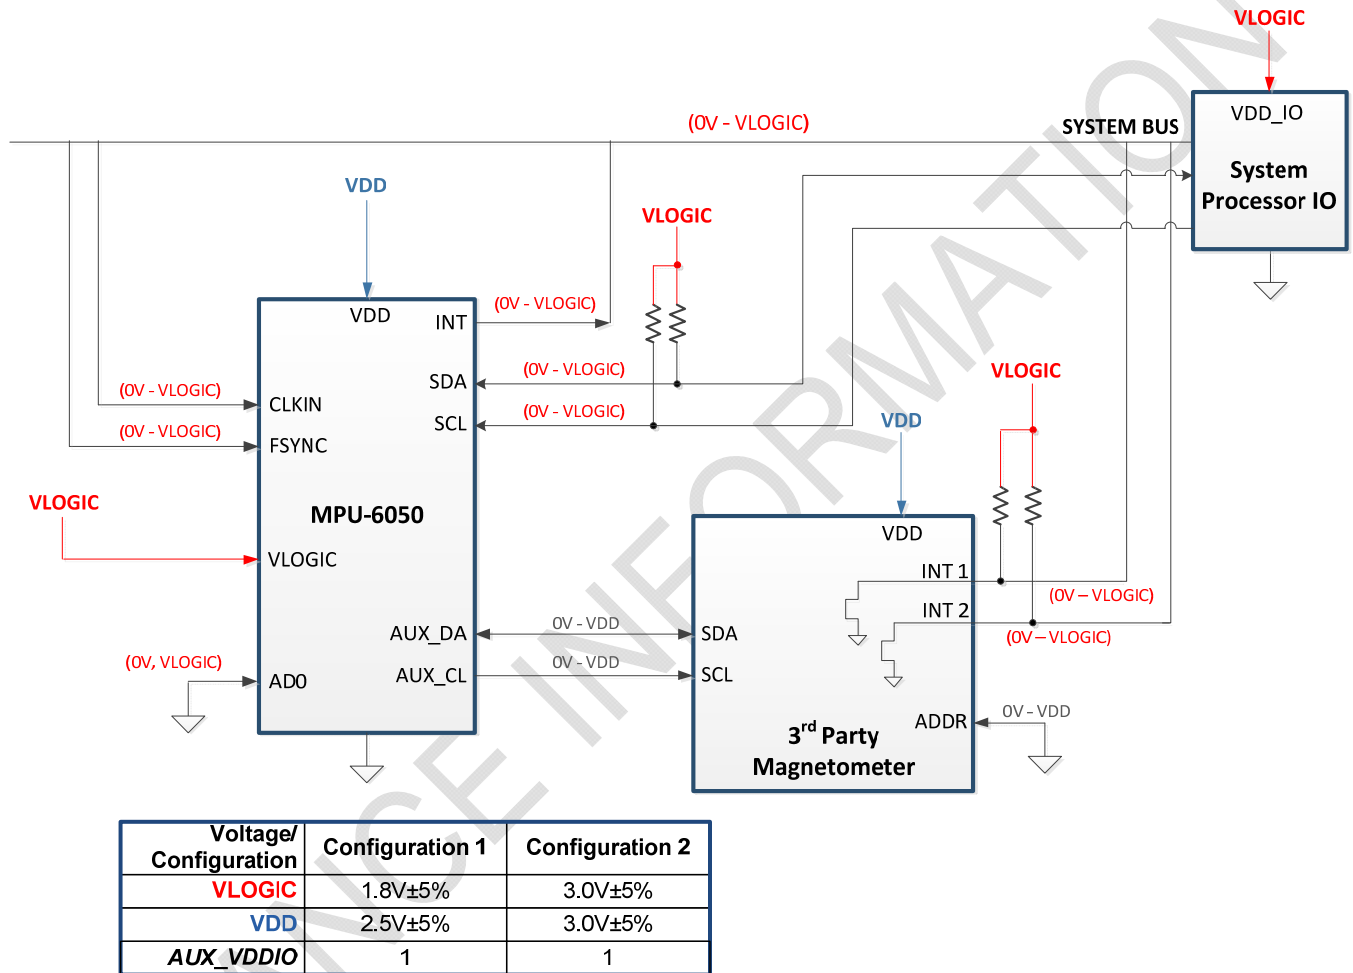 VLOGIC
VDD_IO
System
Processor IO
(0V - VLOGIC)
SYSTEM BUS
VDD
VLOGIC
VDD
INT
(0V - VLOGIC)
SDA
(0V - VLOGIC)
SCL
(0V - VLOGIC)
(0V - VLOGIC)
CLKIN
(0V - VLOGIC)
FSYNC
MPU-6050
VLOGIC
VLOGIC
AUX_DA
0V - VDD
AUX_CL
0V - VDD
(0V, VLOGIC)
AD0
VLOGIC
VDD
VDD
INT 1
(0V – VLOGIC)
INT 2
(0V – VLOGIC)
SDA
SCL
ADDR
0V - VDD
3rd Party
Magnetometer
Voltage/ Configuration Configuration 1 Configuration 2
VLOGIC 1.8V±5% 3.0V±5%
VDD 2.5V±5% 3.0V±5%
AUX_VDDIO 1 1
NCE INFORMATION